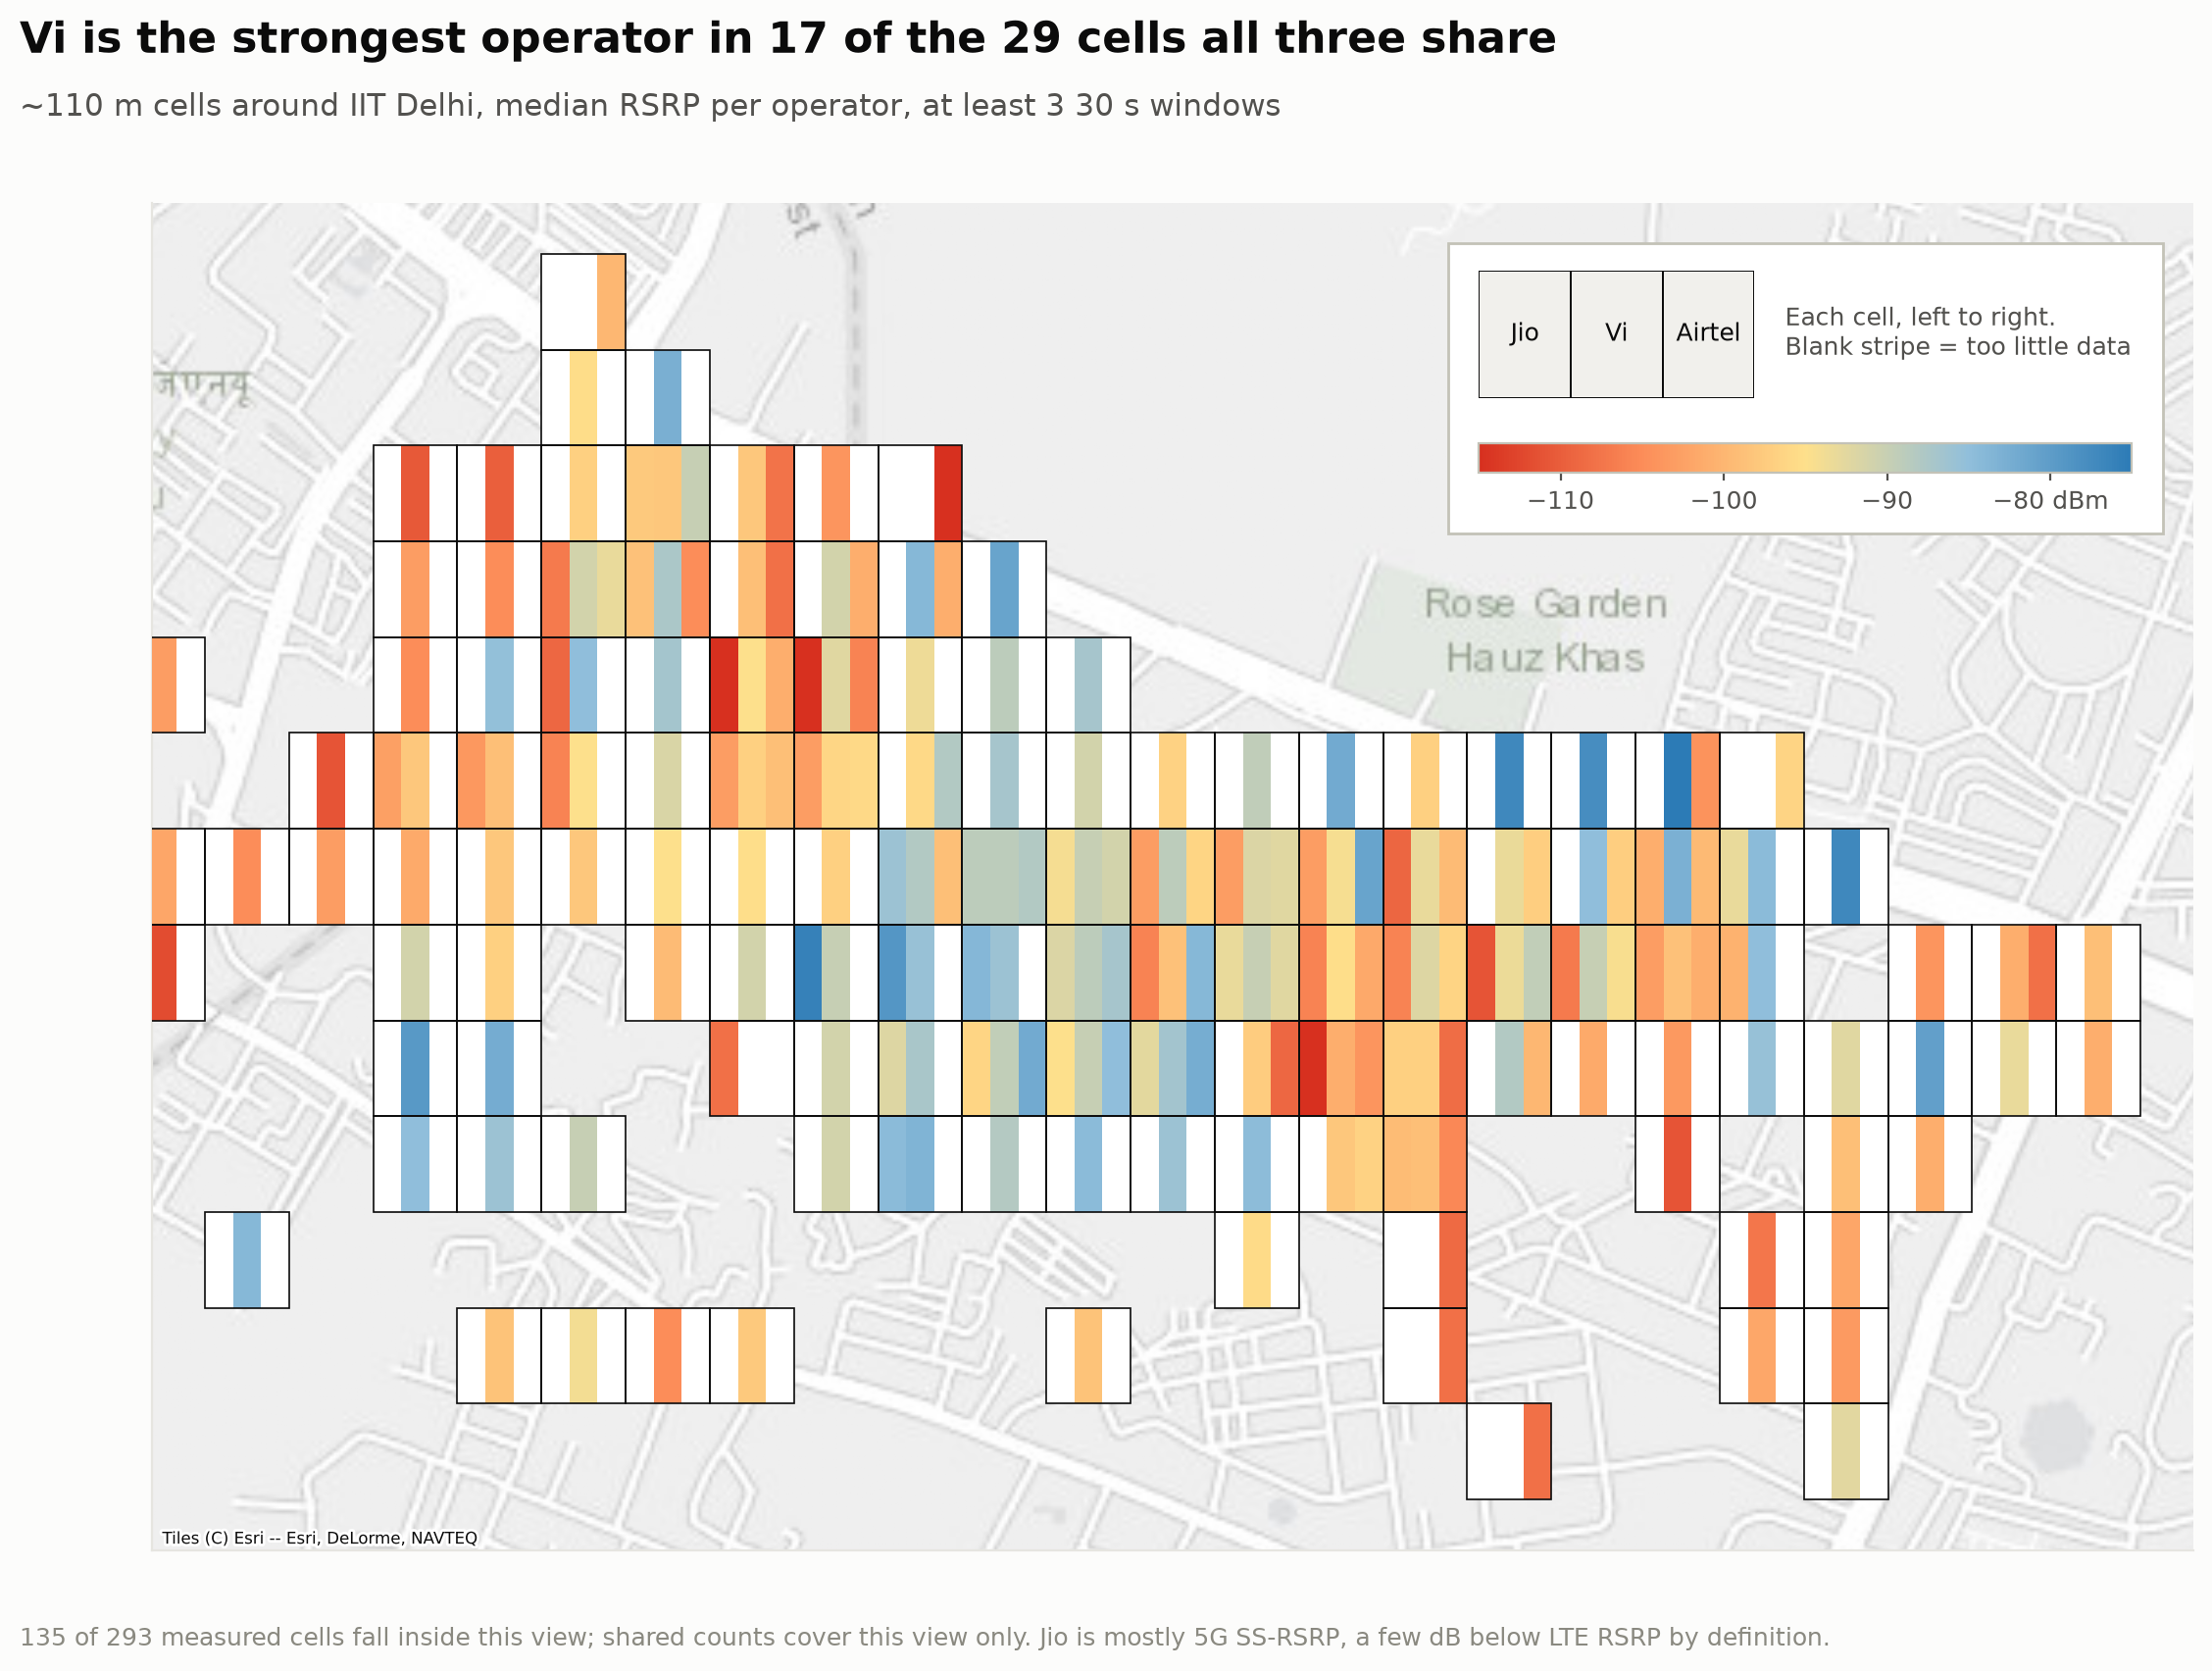 Vi is the strongest operator in 17 of the 29 cells all three share
~110 m cells around IIT Delhi, median RSRP per operator, at least 3 30 s windows
st
जएनयू
Jio
Vi
Airtel
Each cell, left to right.
Blank stripe = too little data
−110
−100
−90
−80 dBm
Rose Garden
Hauz Khas
Tiles (C) Esri -- Esri, DeLorme, NAVTEQ
135 of 293 measured cells fall inside this view; shared counts cover this view only. Jio is mostly 5G SS-RSRP, a few dB below LTE RSRP by definition.